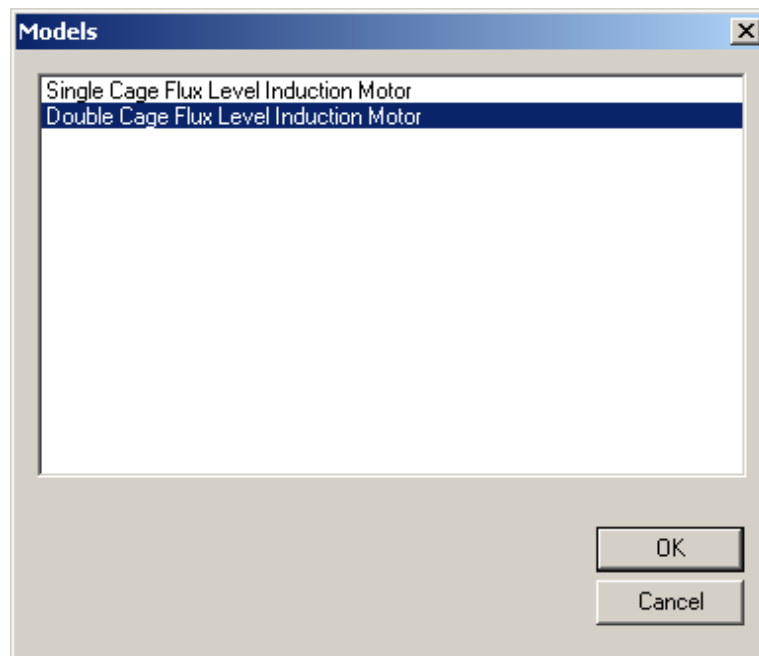 Models
Single Cage Flux Level Induction Motor
Double Cage Flux Level Induction Motor
OK
Cancel